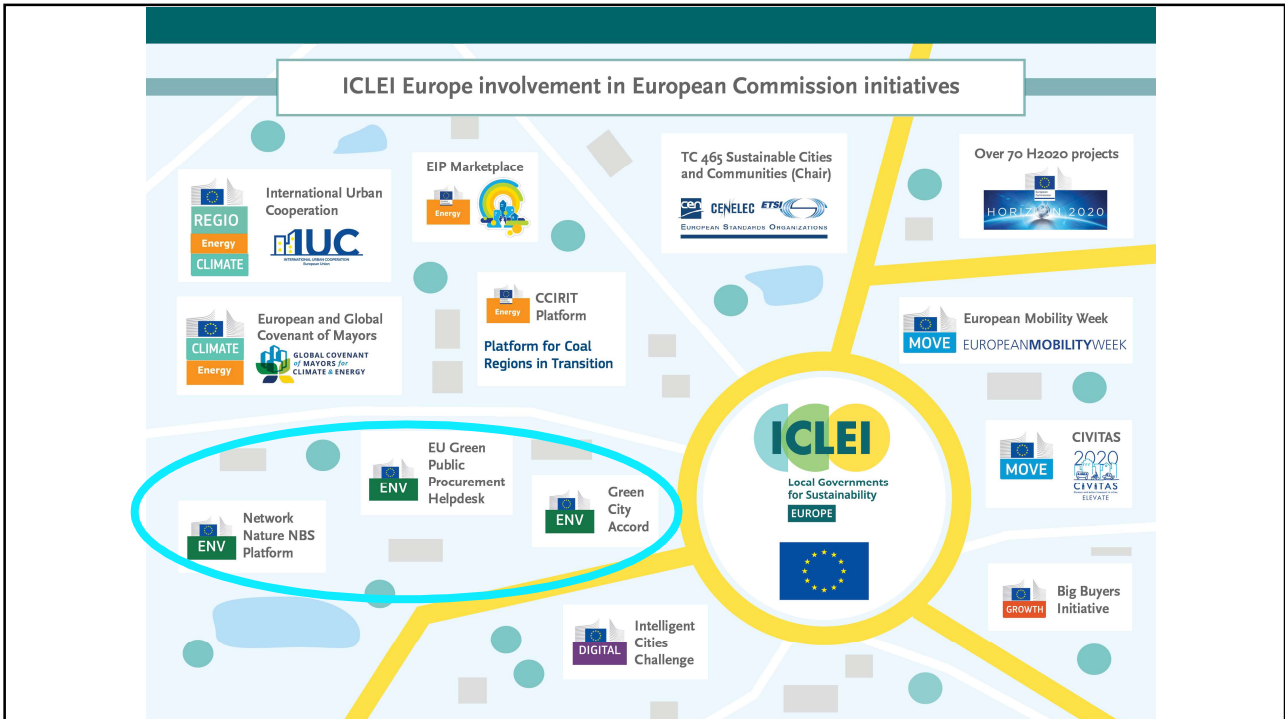 ICLEI Europe involvement in European Commission initiatives
REGIO
Energy
CLIMATE
International Urban
Cooperation
IUC
INTERNATIONAL URBAN COOPERATION
European Union
EIP Marketplace
Energy
TC 465 Sustainable Cities
and Communities (Chair)
cen CENELEC ETSI
EUROPEAN STANDARDS ORGANIZATIONS
Over 70 H2020 projects
HORIZON 2020
CLIMATE
Energy
European and Global
Covenant of Mayors
GLOBAL COVENANT
of MAYORS for
CLIMATE & ENERGY
Energy
CCIRIT
Platform
Platform for Coal
Regions in Transition
MOVE
European Mobility Week
EUROPEANMOBILITYWEEK
ICLEI
Local Governments
for Sustainability
EUROPE
MOVE
CIVITAS
2020
CIVITAS
ELEVATE
ENV
EU Green
Public
Procurement
Helpdesk
ENV
Green
City
Accord
ENV
Network
Nature NBS
Platform
DIGITAL
Intelligent
Cities
Challenge
GROWTH
Big Buyers
Initiative